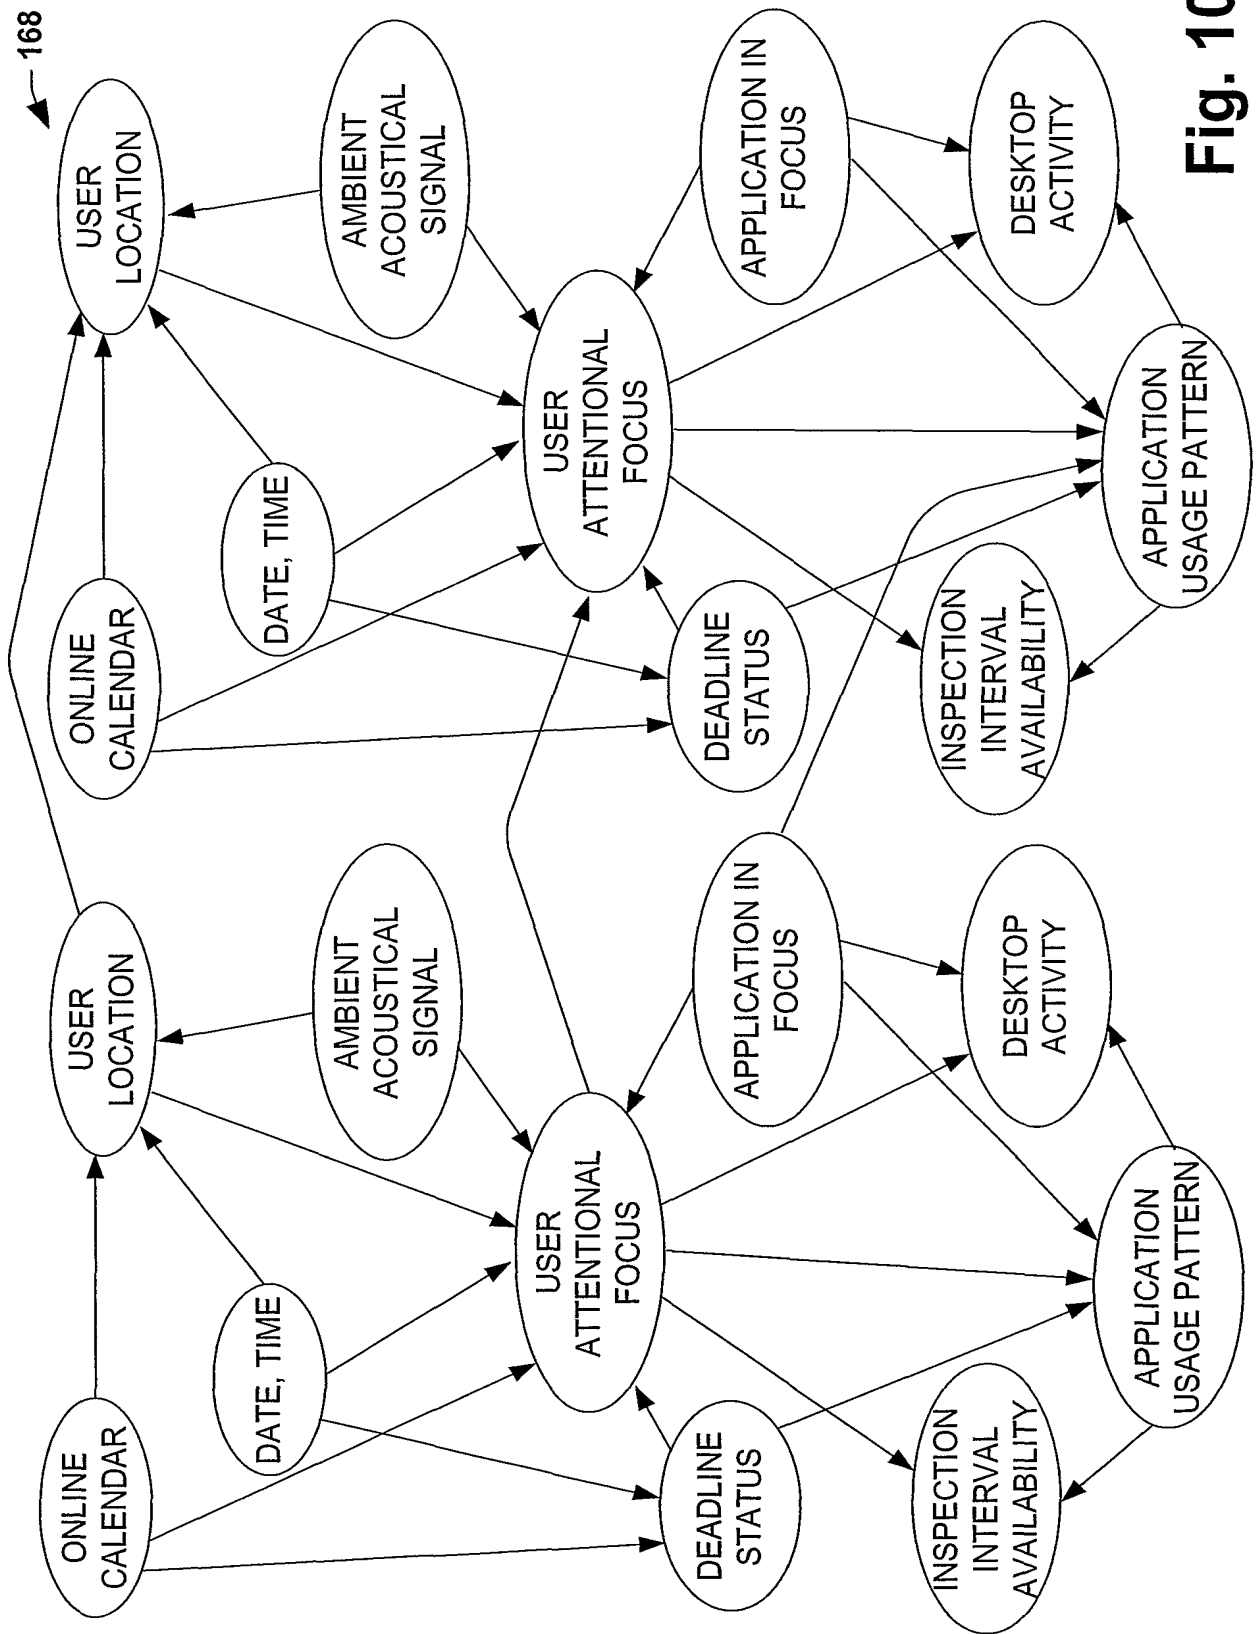 168
ONLINE
CALENDAR
USER
LOCATION
DATE, TIME
AMBIENT
ACOUSTICAL
SIGNAL
USER
ATTENTIONAL
FOCUS
DEADLINE
STATUS
APPLICATION IN
FOCUS
INSPECTION
INTERVAL
AVAILABILITY
DESKTOP
ACTIVITY
APPLICATION
USAGE PATTERN
ONLINE
CALENDAR
USER
LOCATION
DATE, TIME
AMBIENT
ACOUSTICAL
SIGNAL
USER
ATTENTIONAL
FOCUS
DEADLINE
STATUS
APPLICATION IN
FOCUS
INSPECTION
INTERVAL
AVAILABILITY
DESKTOP
ACTIVITY
APPLICATION
USAGE PATTERN
Fig. 10